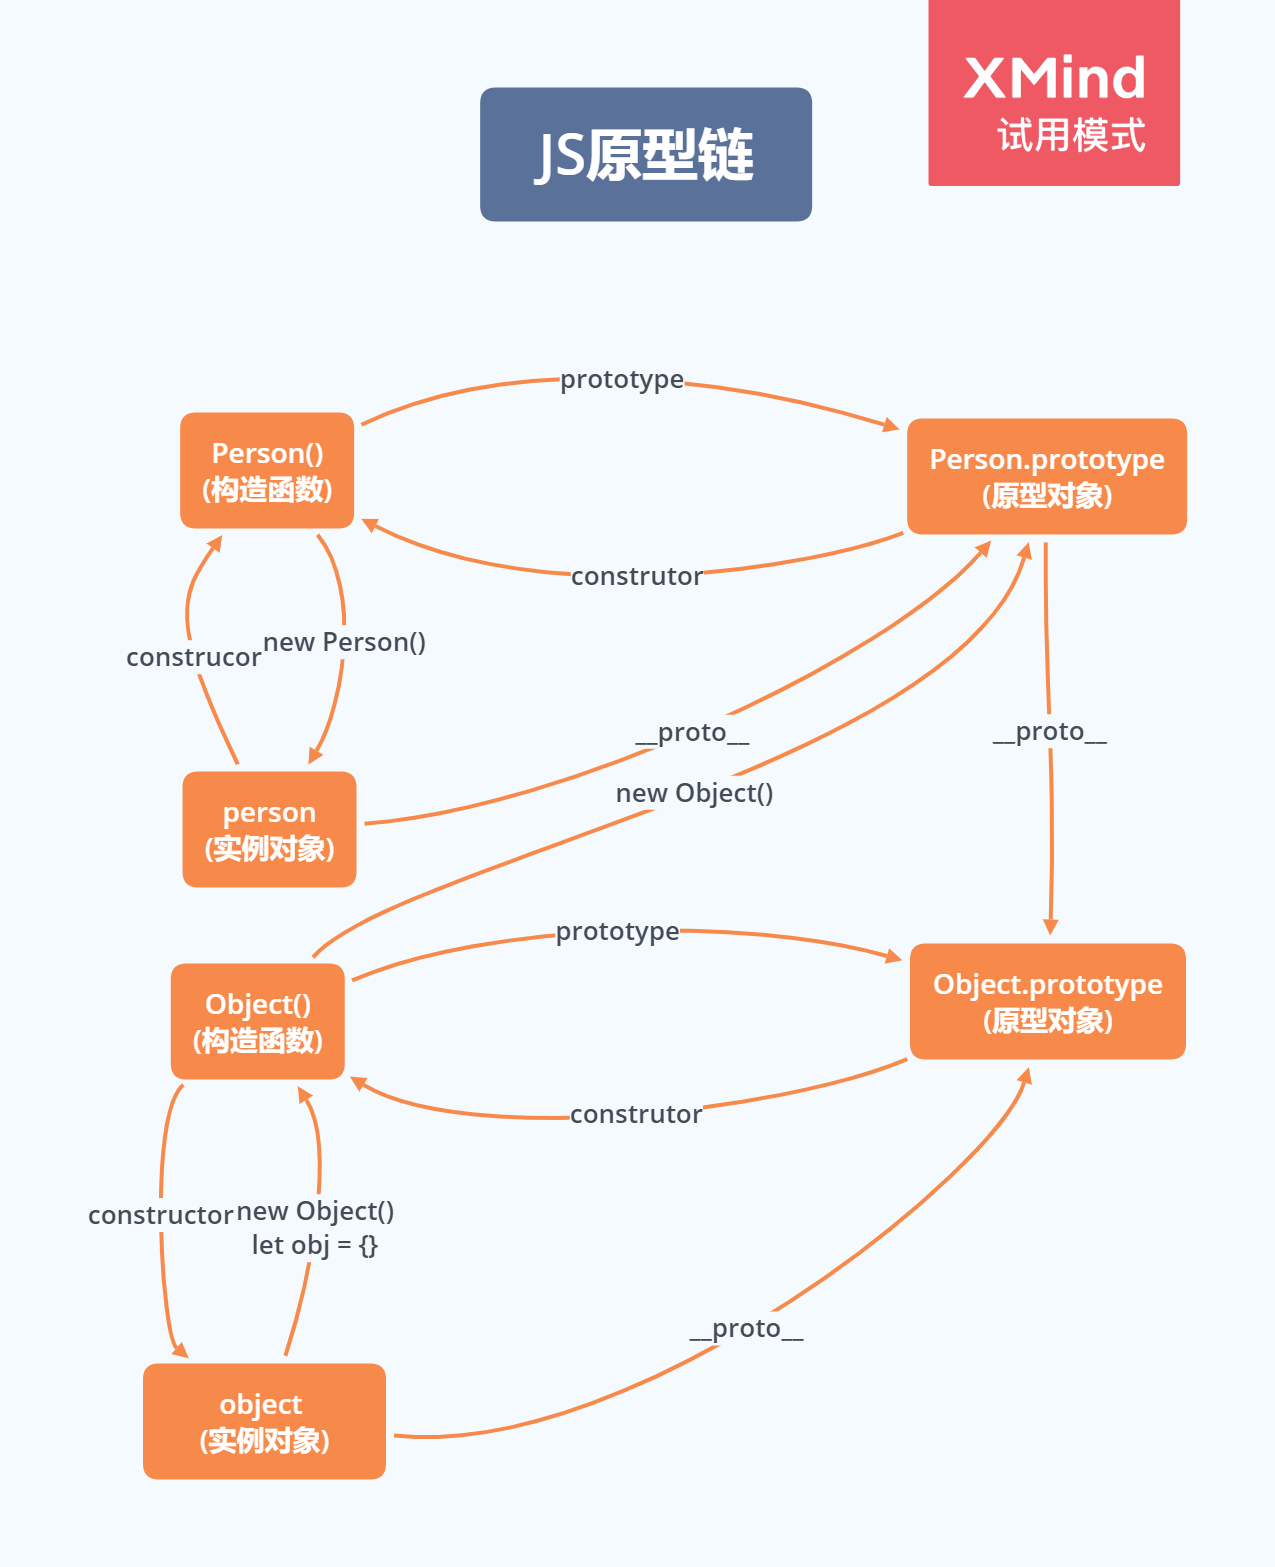 XMind
试用模式
JS原型链
prototype
Person()
(构造函数)
Person.prototype
(原型对象)
construtor
construcor
new Person()
__proto__
__proto__
new Object()
person
(实例对象)
prototype
Object()
(构造函数)
Object.prototype
(原型对象)
construtor
constructor
new Object()
let obj = {}
__proto__
object
(实例对象)